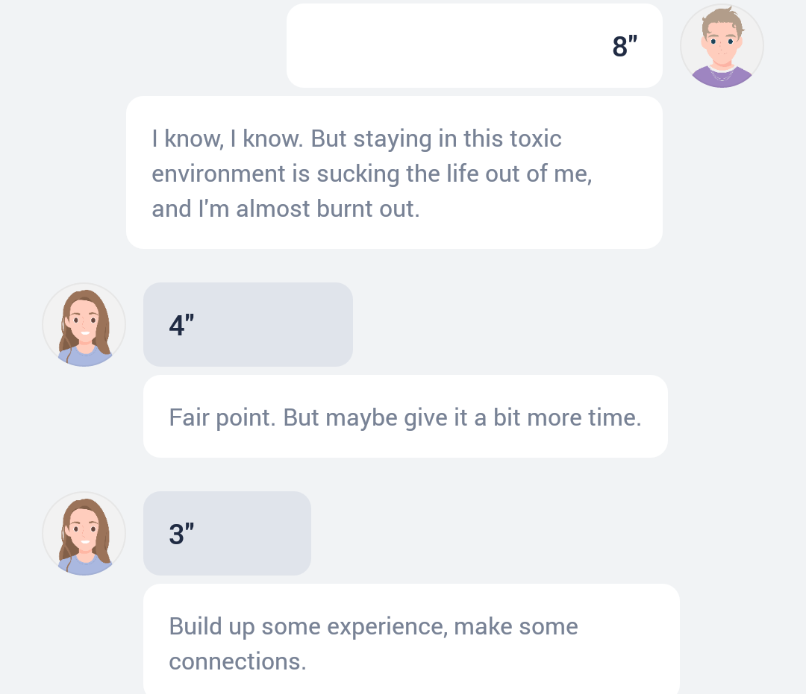 8"
I know, I know. But staying in this toxic
environment is sucking the life out of me,
and I'm almost burnt out.
4"
Fair point. But maybe give it a bit more time.
3"
Build up some experience, make some
connections.